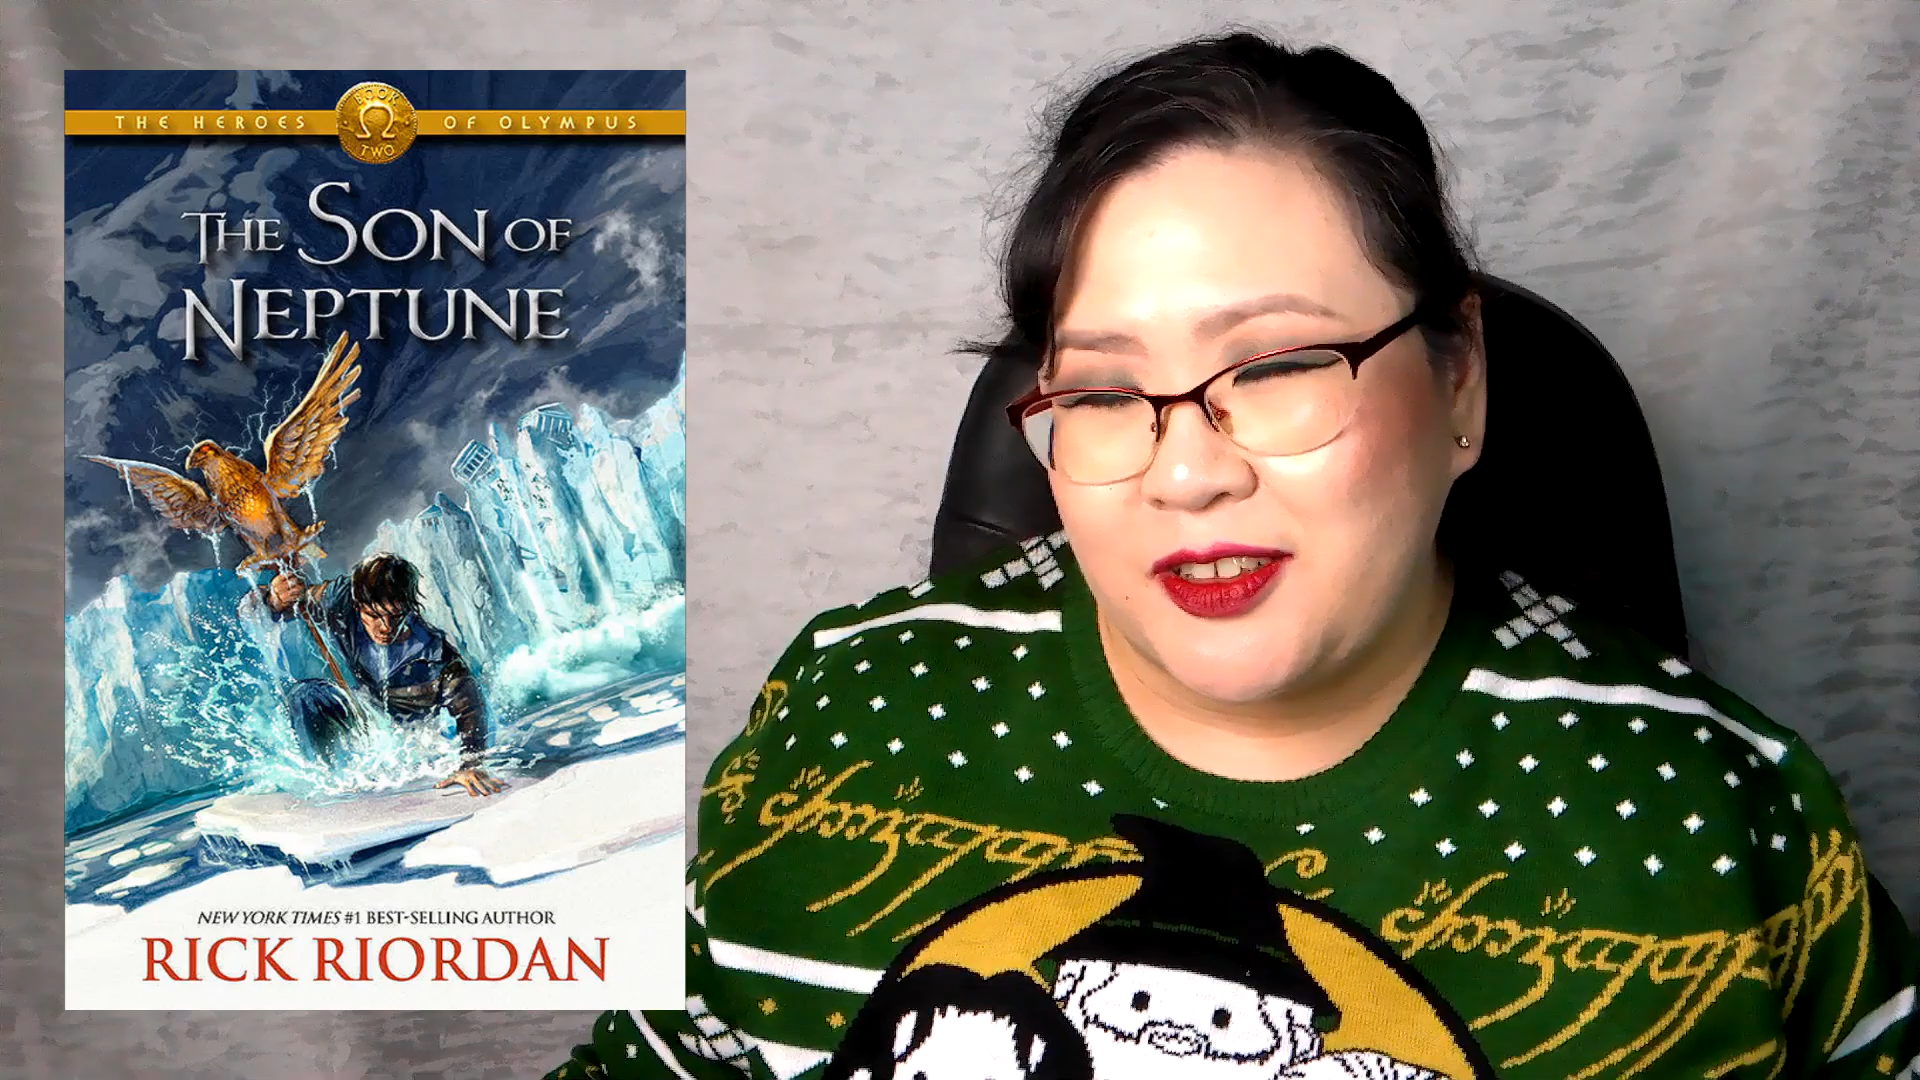 THE HEROES OF OLYMPUS
BOOK
TWO
THE SON OF
NEPTUNE
NEW YORK TIMES #1 BEST-SELLING AUTHOR
RICK RIORDAN